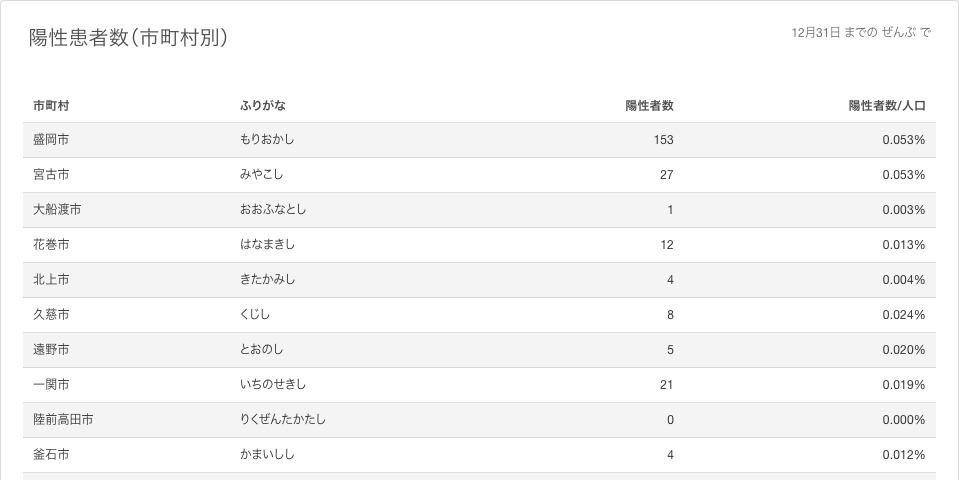 陽性患者数(市町村別)
12月31日 までの ぜんぶ で
市町村 ふりがな 陽性者数 陽性者数/人口
盛岡市 もりおかし 153 0.053%
宮古市 みやこし 27 0.053%
大船渡市 おおふなとし 1 0.003%
花巻市 はなまきし 12 0.013%
北上市 きたかみし 4 0.004%
久慈市 くじし 8 0.024%
遠野市 とおのし 5 0.020%
一関市 いちのせきし 21 0.019%
陸前高田市 りくぜんたかたし 0 0.000%
釜石市 かまいしし 4 0.012%